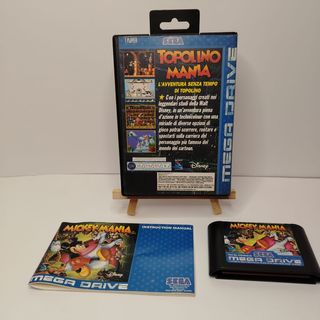 SEGA
TOPOLINO
MANIA
L'AVVENTURA SENZA TEMPO
DI TOPOLINO
Con i personaggi creati nei
leggendari studi della Walt
Disney, in un'avventura piena
d'azione in technicolour con una
miriade di diverse opzioni di
gioco potrai scorrere, ruotare e
spostarti sulla carriera del
personaggio più famoso del
mondo dei cartoon.
Disney
MEGA DRIVE
MICKEY MANIA
INSTRUCTION MANUAL
Disney
SEGA
MEGA DRIVE
MICKEY MANIA
SEGA
MEGA DRIVE